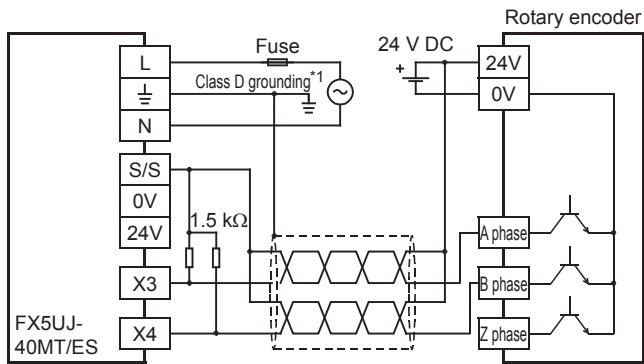 Rotary encoder
Fuse
24 V DC
L
24V
Class D grounding*1
+
0V
N
S/S
0V
1.5 kΩ
24V
A phase
X3
B phase
FX5UJ-
40MT/ES
X4
Z phase